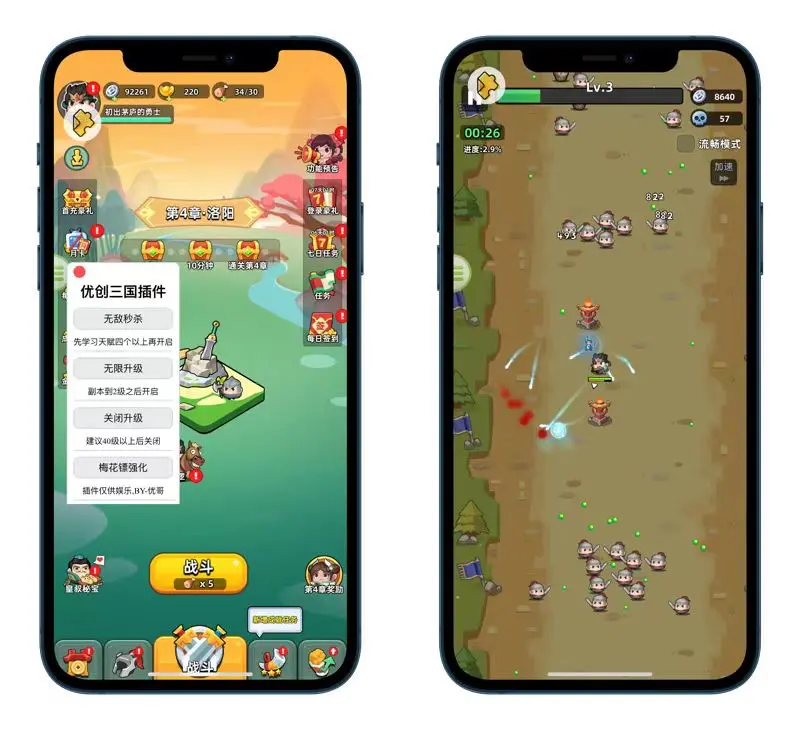 92261
220
34/30
初出茅庐的勇士
功能预告
首充豪礼
登录豪礼
第4章·洛阳
月卡
七日任务
10分钟
通关第4章
任务
每日签到
优创三国插件
无敌秒杀
先学习天赋四个以上再开启
无限升级
副本到2级之后开启
关闭升级
建议40级以上后关闭
梅花镖强化
插件仅供娱乐,BY-优哥
战斗
x5
皇叔秘宝
第4章奖励
新增成就任务
战斗
Lv.3
8640
57
00:26
进度:2.9%
流畅模式
加速
822
882
493